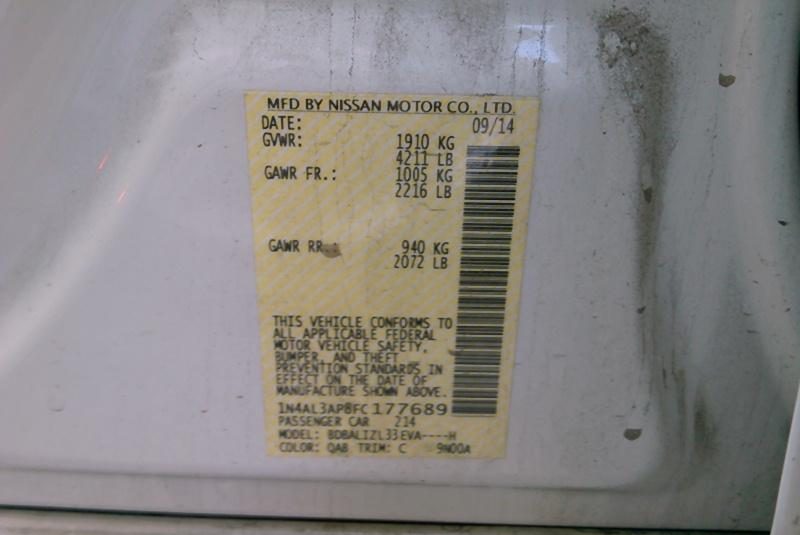 MFD BY NISSAN MOTOR CO., LTD.
DATE: 09/14
GVWR: 1910 KG
4211 LB
GAWR FR.: 1005 KG
2216 LB
GAWR RR.: 940 KG
2072 LB
THIS VEHICLE CONFORMS TO
ALL APPLICABLE FEDERAL
MOTOR VEHICLE SAFETY,
BUMPER, AND THEFT
PREVENTION STANDARDS IN
EFFECT ON THE DATE OF
MANUFACTURE SHOWN ABOVE.
1N4AL3AP8FC177689
PASSENGER CAR 214
MODEL: BDBALIZL33EVA----H
COLOR: QAB TRIM: C 9N00A